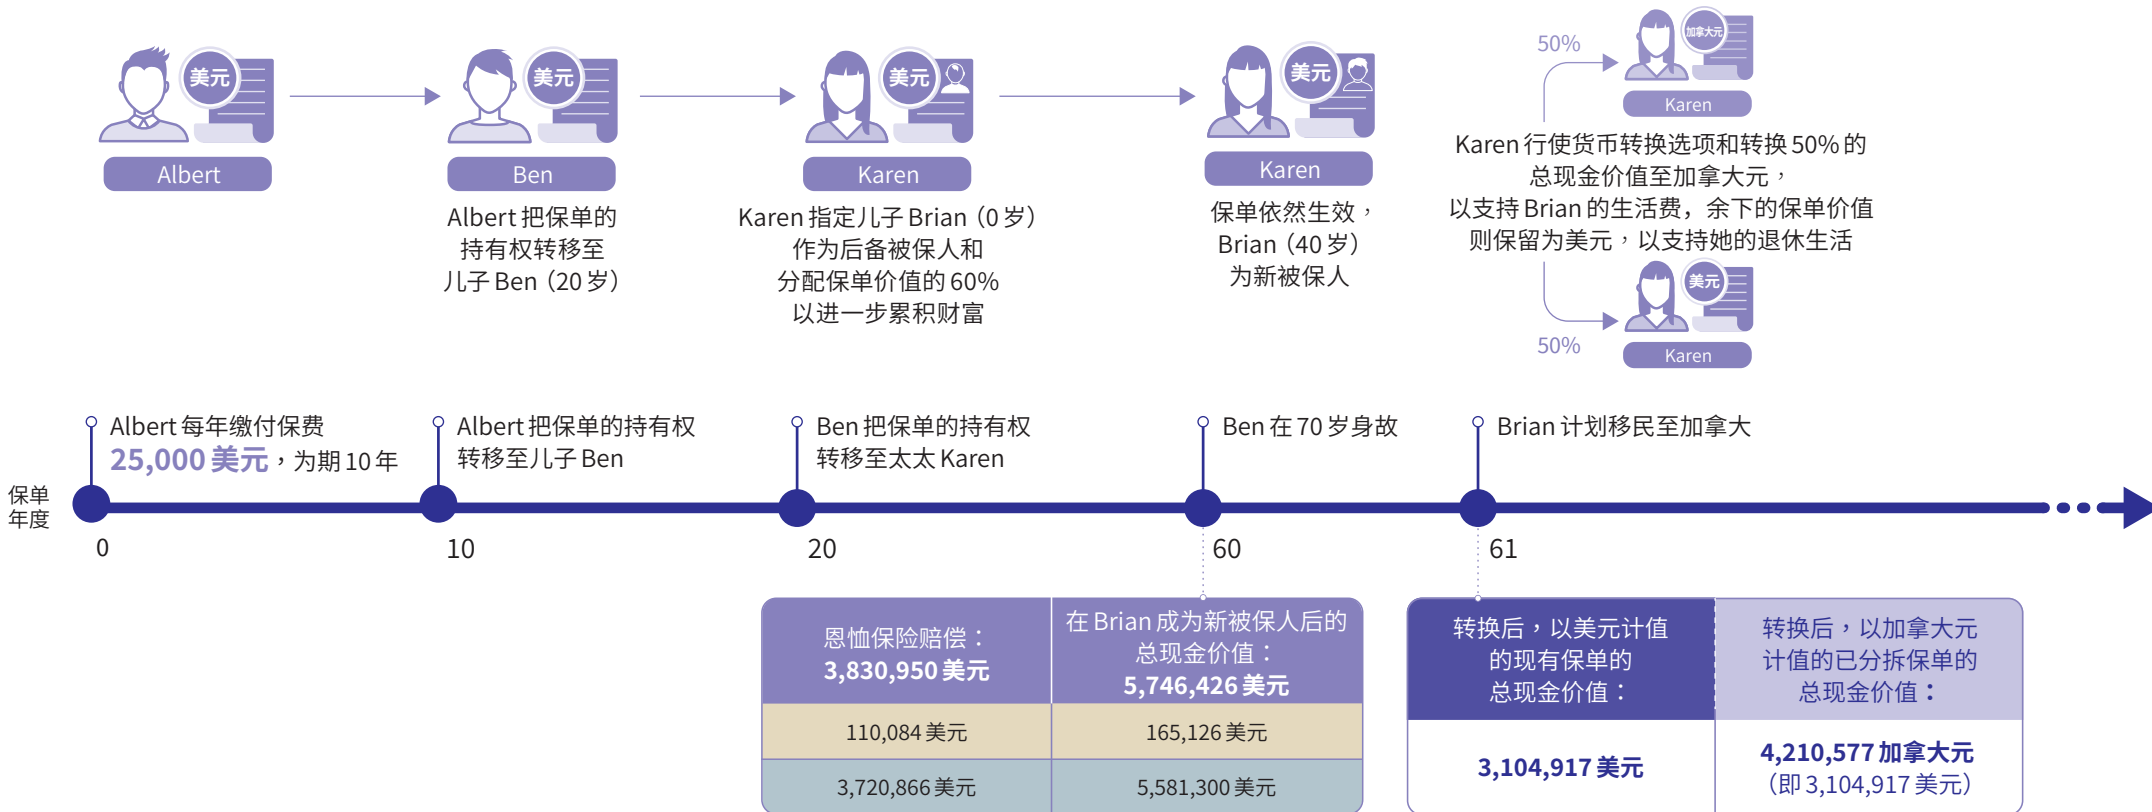 美元
Albert
美元
Ben
Albert 把保单的
持有权转移至
儿子 Ben（20 岁）
美元
Karen
Karen 指定儿子 Brian（0 岁）
作为后备被保人和
分配保单价值的 60%
以进一步累积财富
美元
Karen
保单依然生效，
Brian（40 岁）
为新被保人
50%
加拿大元
Karen
Karen 行使货币转换选项和转换 50% 的
总现金价值至加拿大元，
以支持 Brian 的生活费，余下的保单价值
则保留为美元，以支持她的退休生活
50%
美元
Karen
Albert 每年缴付保费
25,000 美元，为期 10 年
Albert 把保单的持有权
转移至儿子 Ben
Ben 把保单的持有权
转移至太太 Karen
Ben 在 70 岁身故
Brian 计划移民至加拿大
保单
年度
0
10
20
60
61
恩恤保险赔偿：
3,830,950 美元
在 Brian 成为新被保人后的
总现金价值：
5,746,426 美元
110,084 美元
165,126 美元
3,720,866 美元
5,581,300 美元
转换后，以美元计值
的现有保单的
总现金价值：
转换后，以加拿大元
计值的已分拆保单的
总现金价值：
3,104,917 美元
4,210,577 加拿大元
（即 3,104,917 美元）